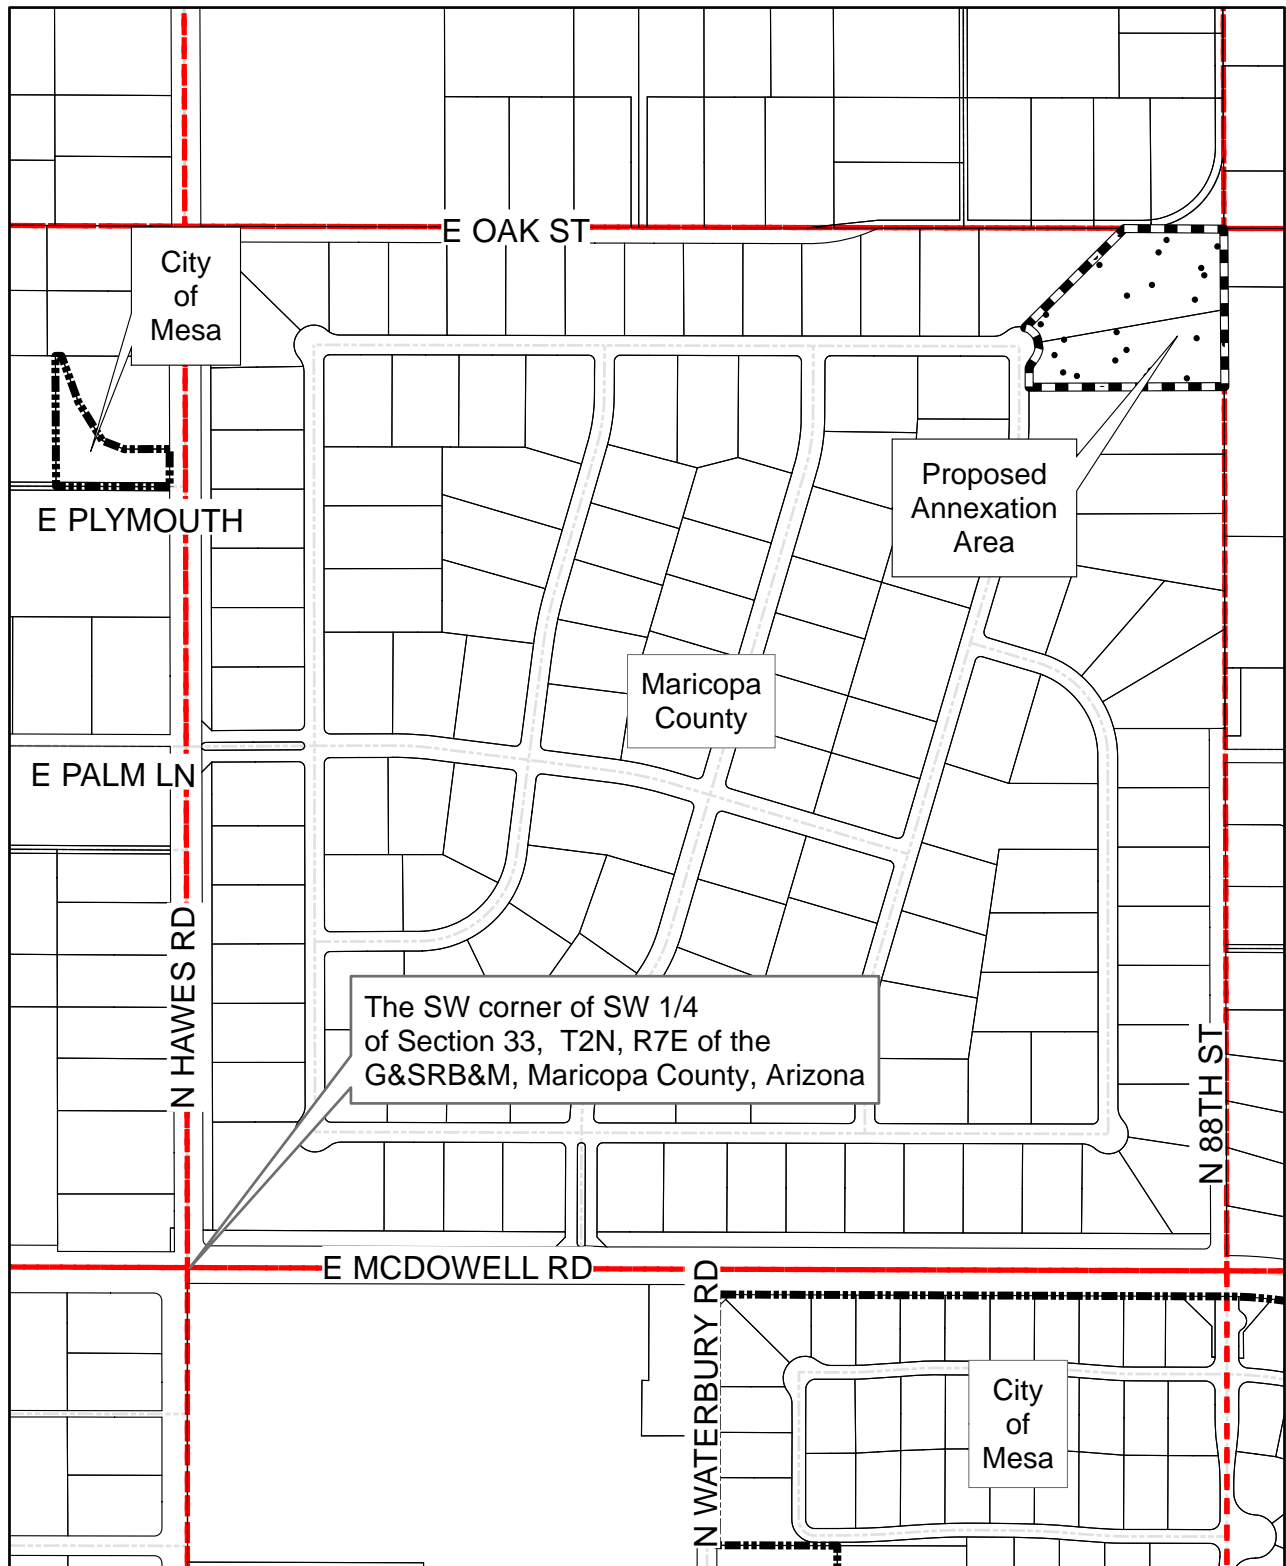 E OAK ST
City
of
Mesa
E PLYMOUTH
Proposed
Annexation
Area
Maricopa
County
E PALM LN
N HAWES RD
The SW corner of SW 1/4
of Section 33, T2N, R7E of the
G&SRB&M, Maricopa County, Arizona
N 88TH ST
E MCDOWELL RD
N WATERBURY RD
City
of
Mesa